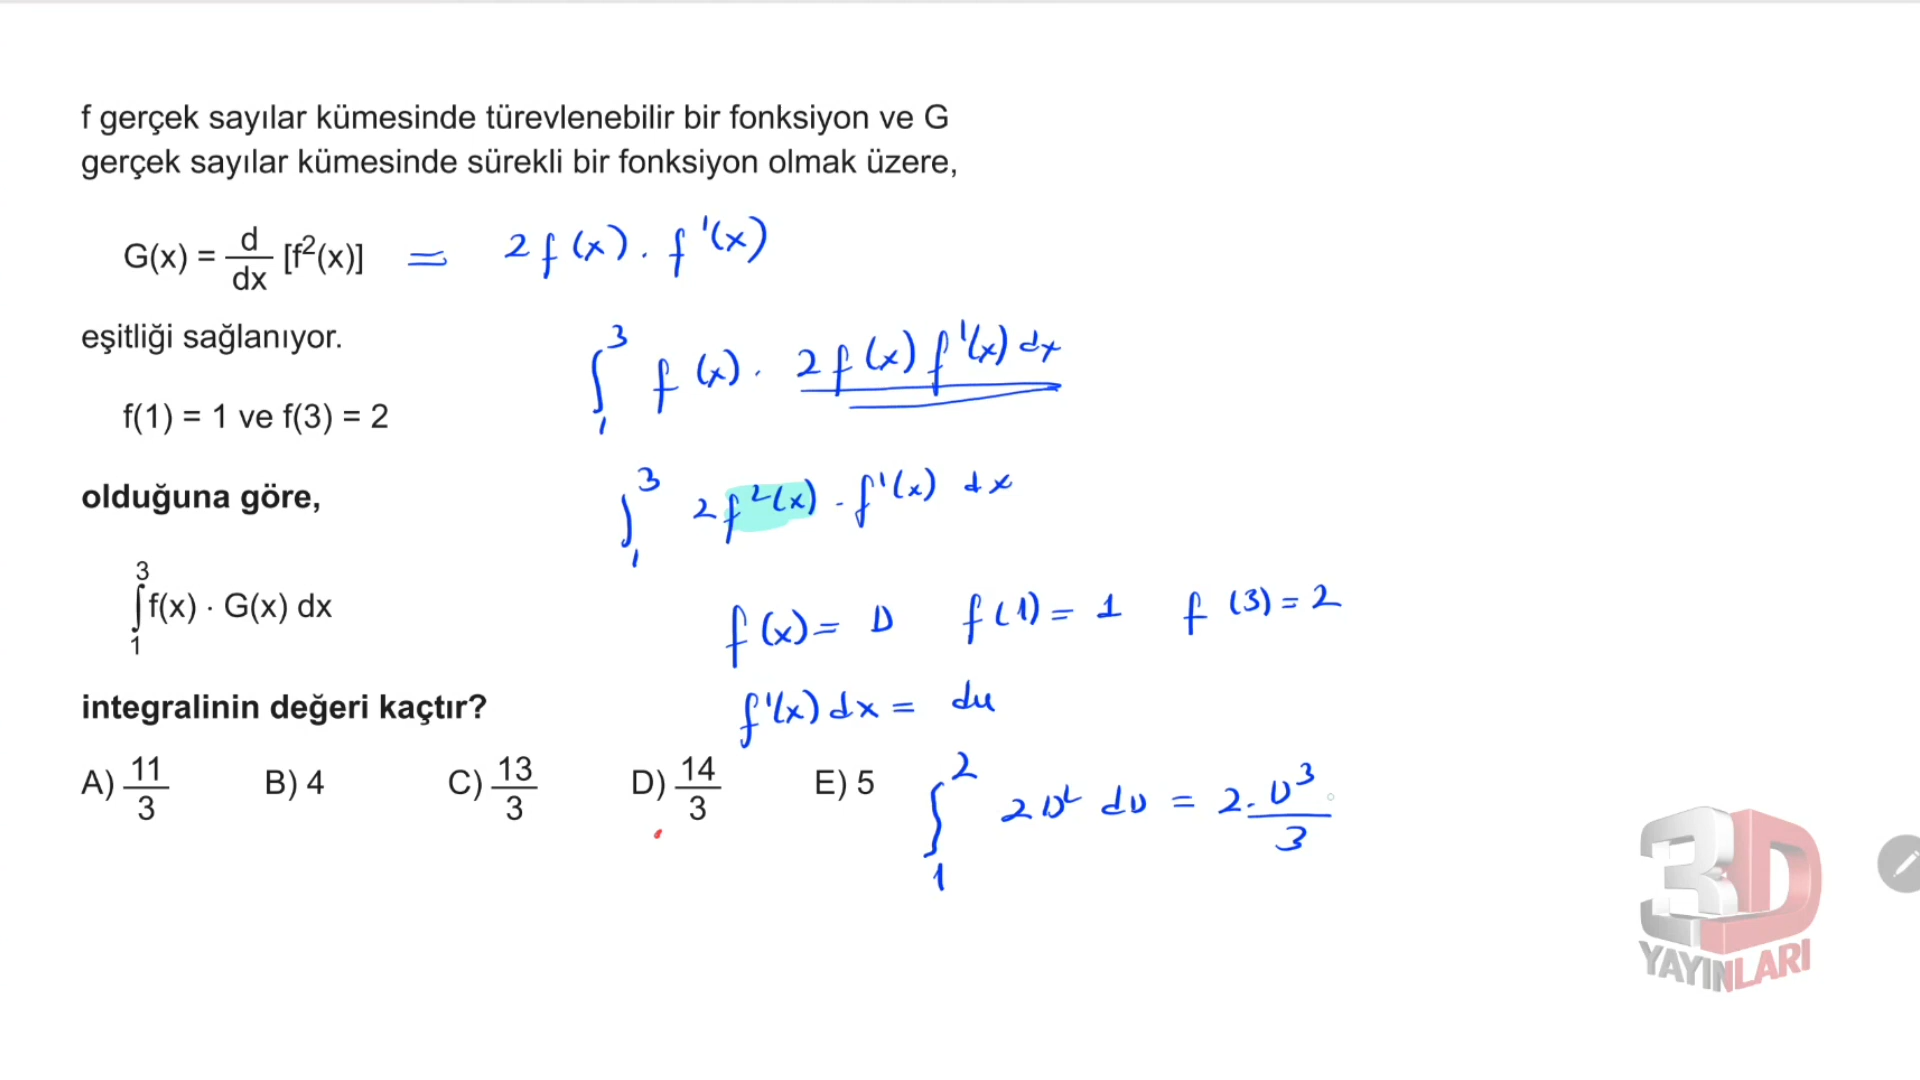 f gerçek sayılar kümesinde türevlenebilir bir fonksiyon ve G
gerçek sayılar kümesinde sürekli bir fonksiyon olmak üzere,
G(x) = d/dx [f²(x)] = 2f(x) . f'(x)
eşitliği sağlanıyor.
∫₁³ f(x) . 2f(x) f'(x) dx
f(1) = 1 ve f(3) = 2
olduğuna göre,
∫₁³ 2f²(x) . f'(x) dx
∫₁³ f(x) · G(x) dx
f(x) = U f(1) = 1 f(3) = 2
integralinin değeri kaçtır?
f'(x) dx = du
A) 11/3 B) 4 C) 13/3 D) 14/3 E) 5
∫₁² 2U² dU = 2 . U³/3
3D
YAYINLARI